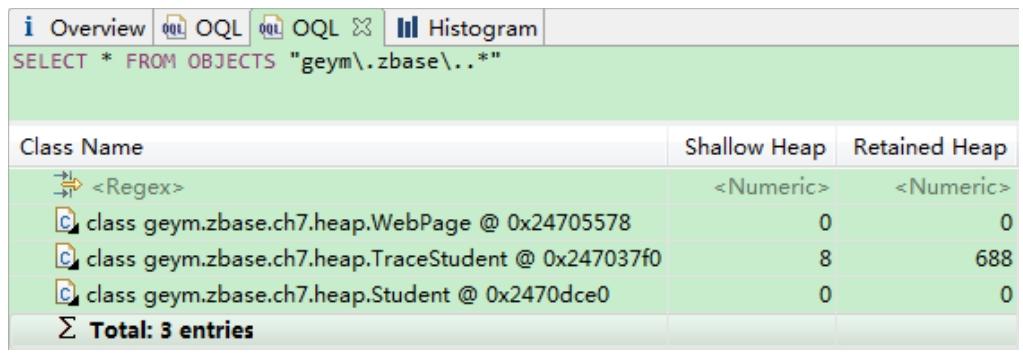 i Overview OQL OQL Histogram
SELECT * FROM OBJECTS "geym\.zbase\..*"
Class Name Shallow Heap Retained Heap
<Regex> <Numeric> <Numeric>
class geym.zbase.ch7.heap.WebPage @ 0x24705578 0 0
class geym.zbase.ch7.heap.TraceStudent @ 0x247037f0 8 688
class geym.zbase.ch7.heap.Student @ 0x2470dce0 0 0
Σ Total: 3 entries